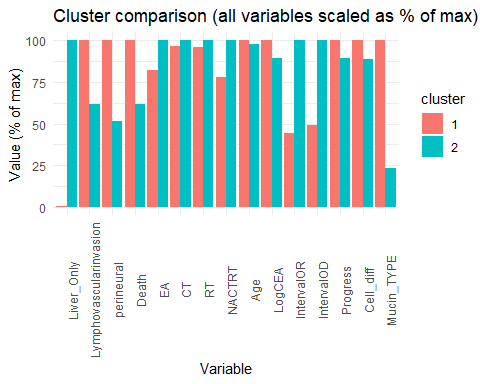 Cluster comparison (all variables scaled as % of max)
Value (% of max)
100
75
50
25
0
Liver_Only
Lymphovascularinvasion
perineural
Death
EA
CT
RT
NACTRT
Age
LogCEA
IntervalOR
IntervalOD
Progress
Cell_diff
Mucin_TYPE
Variable
cluster
1
2